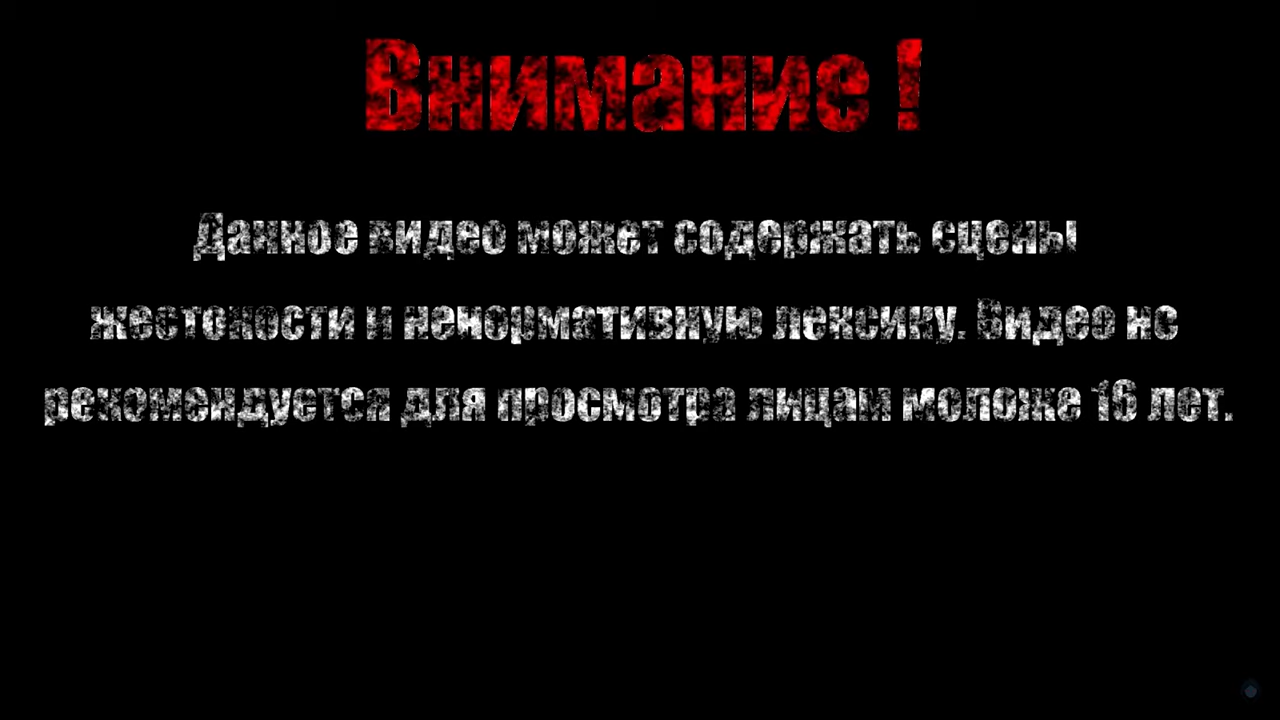 Внимание !
Данное видео может содержать сцены
жестокости и ненормативную лексику. Видео не
рекомендуется для просмотра лицам моложе 16 лет.